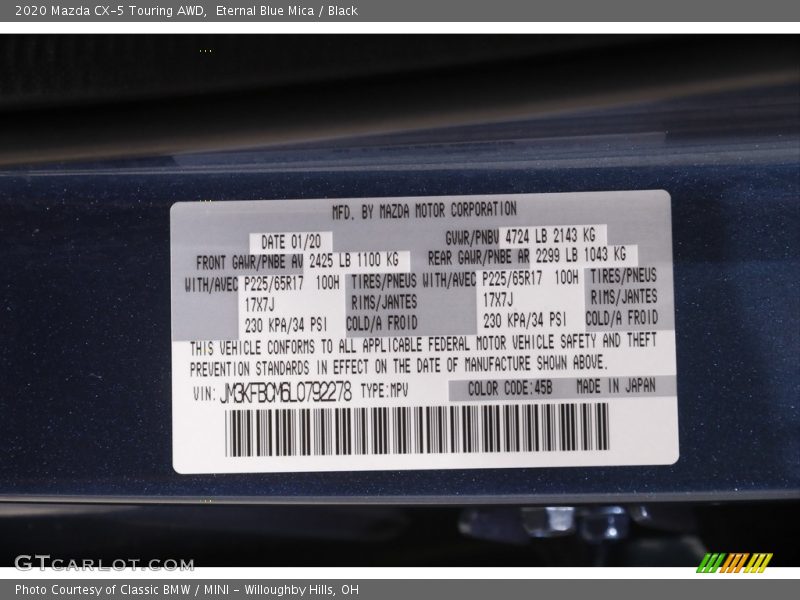 2020 Mazda CX-5 Touring AWD,  Eternal Blue Mica / Black
MFD. BY MAZDA MOTOR CORPORATION
DATE 01/20 GVWR/PNBV 4724 LB 2143 KG
FRONT GAWR/PNBE AV 2425 LB 1100 KG REAR GAWR/PNBE AR 2299 LB 1043 KG
WITH/AVEC P225/65R17 100H TIRES/PNEUS WITH/AVEC P225/65R17 100H TIRES/PNEUS
17X7J RIMS/JANTES 17X7J RIMS/JANTES
230 KPA/34 PSI COLD/A FROID 230 KPA/34 PSI COLD/A FROID
THIS VEHICLE CONFORMS TO ALL APPLICABLE FEDERAL MOTOR VEHICLE SAFETY AND THEFT
PREVENTION STANDARDS IN EFFECT ON THE DATE OF MANUFACTURE SHOWN ABOVE.
VIN: JM3KFBCM6L0792278 TYPE:MPV COLOR CODE:45B MADE IN JAPAN
GTCARLOT.COM
Photo Courtesy of Classic BMW / MINI - Willoughby Hills, OH